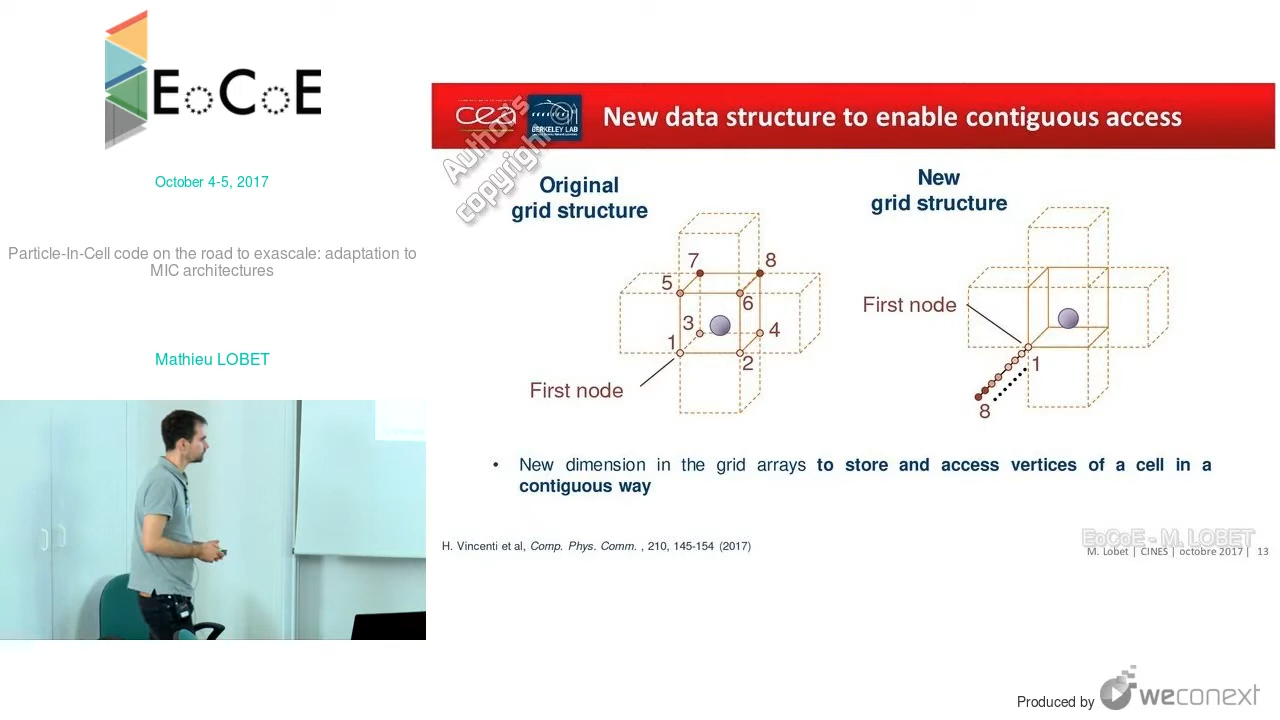 EoCoE
October 4-5, 2017
Particle-In-Cell code on the road to exascale: adaptation to
MIC architectures
Mathieu LOBET
cea
BERKELEY LAB
New data structure to enable contiguous access
Author's
copyright
Original
grid structure
7
8
5
6
3
4
1
2
First node
New
grid structure
First node
1
8
• New dimension in the grid arrays to store and access vertices of a cell in a
contiguous way
H. Vincenti et al, Comp. Phys. Comm. , 210, 145-154 (2017)
EoCoE - M. LOBET
M. Lobet | CINES | octobre 2017 | 13
Produced by weconext